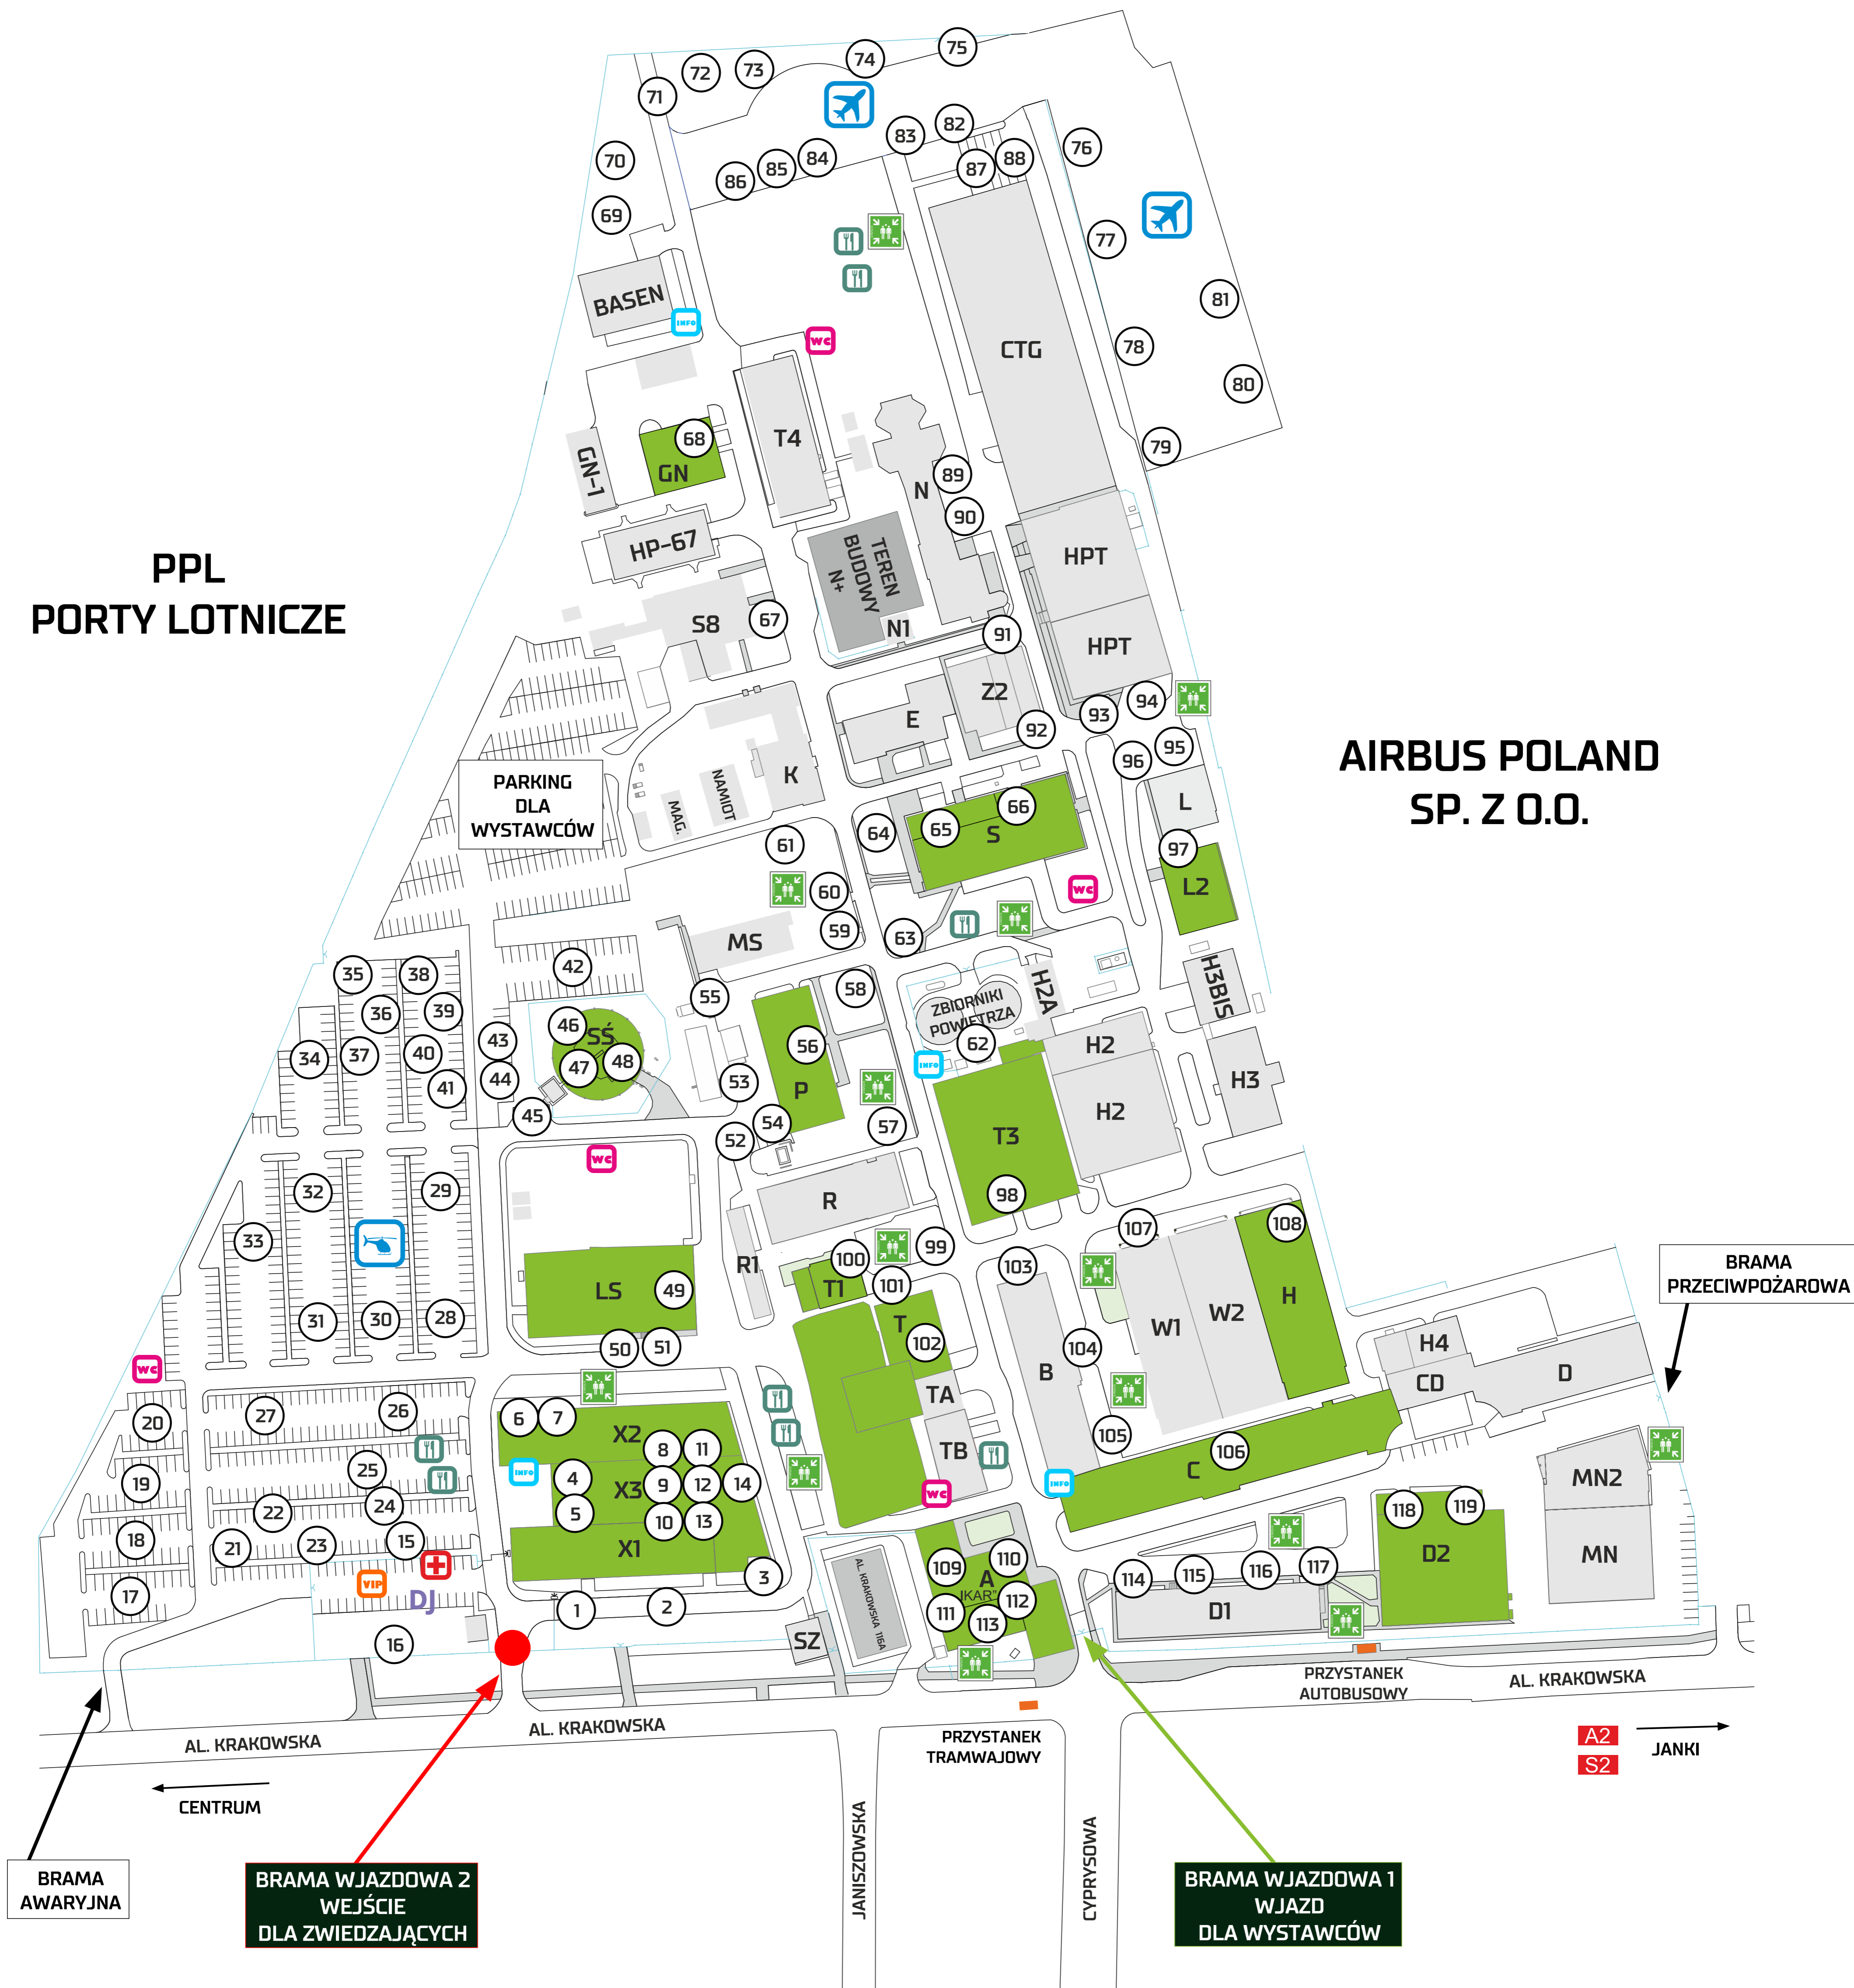 75
74
73
72
71
82
83
76
88
87
84
85
86
70
69
77
81
BASEN
INFO
WC
78
CTG
80
68
T4
79
GN
GN-1
N
89
90
HP-67
TEREN
BUDOWY
N+
HPT
PPL
PORTY LOTNICZE
S8
67
N1
91
HPT
Z2
94
93
E
92
95
96
AIRBUS POLAND
SP. Z O.O.
K
PARKING
DLA
WYSTAWCÓW
NAMIOT
MAG.
L
66
65
64
S
61
97
60
WC
L2
59
63
MS
42
35
38
55
58
H2A
H3BIS
ZBIORNIKI
POWIETRZA
36
39
46
SŚ
43
34
37
40
47
48
56
62
INFO
H2
H3
44
41
53
P
45
54
57
52
H2
T3
WC
32
29
R
98
33
107
108
99
100
R1
103
T1
101
LS
49
H
31
30
28
W2
W1
T
102
50
51
104
H4
BRAMA
PRZECIWPOŻAROWA
WC
B
D
CD
TA
20
27
26
6
7
X2
8
11
105
TB
106
C
INFO
25
4
X3
9
12
14
19
MN2
INFO
WC
22
24
5
10
13
118
119
18
21
23
15
X1
D2
MN
109
110
A
„IKAR”
3
VIP
DJ
17
AL. KRAKOWSKA 116A
114
115
116
117
1
2
111
112
113
D1
16
SZ
PRZYSTANEK
AUTOBUSOWY
AL. KRAKOWSKA
AL. KRAKOWSKA
AL. KRAKOWSKA
PRZYSTANEK
TRAMWAJOWY
A2
S2
JANKI
CENTRUM
JANISZOWSKA
CYPRYSOWA
BRAMA
AWARYJNA
BRAMA WJAZDOWA 2
WEJŚCIE
DLA ZWIEDZAJĄCYCH
BRAMA WJAZDOWA 1
WJAZD
DLA WYSTAWCÓW